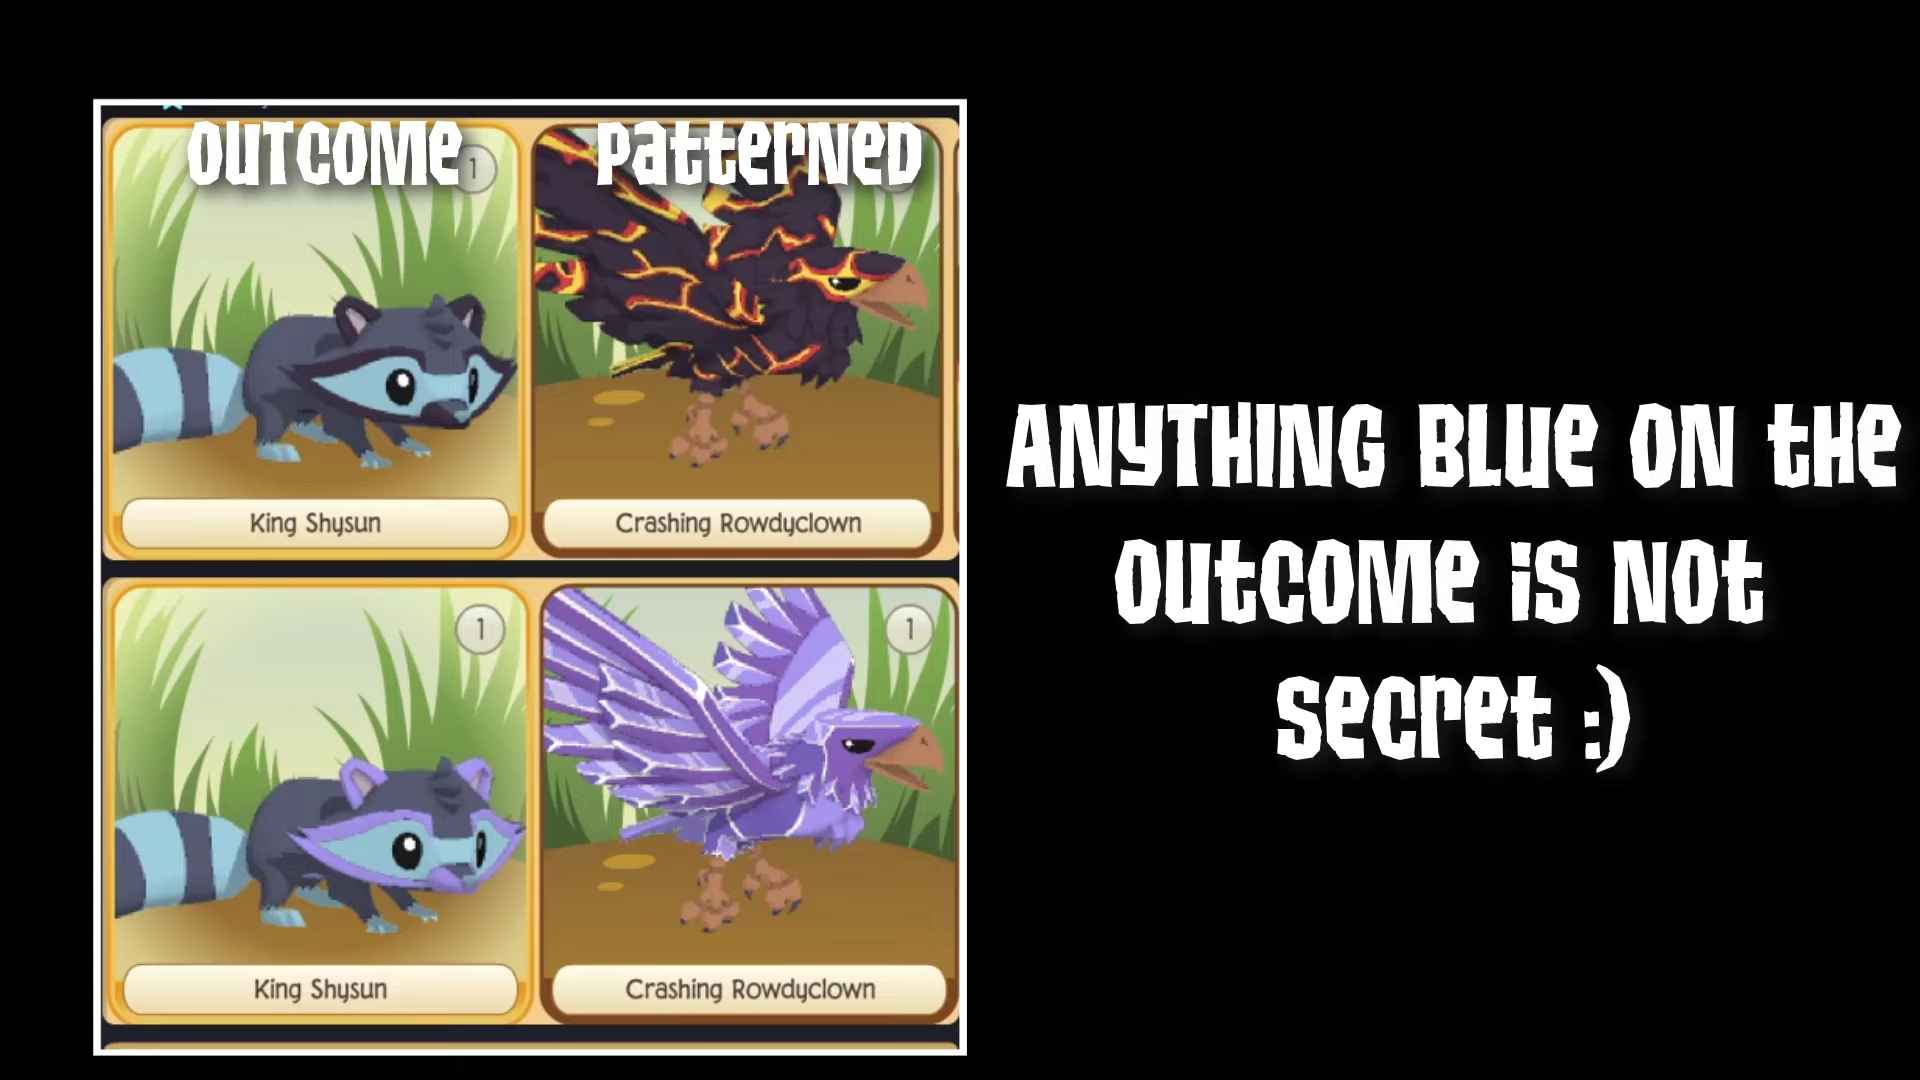 OUTCOME PATTERNED
1
King Shysun Crashing Rowdyclown
1 1
King Shysun Crashing Rowdyclown
ANYTHING BLUE ON THE
OUTCOME IS NOT
SECRET :)